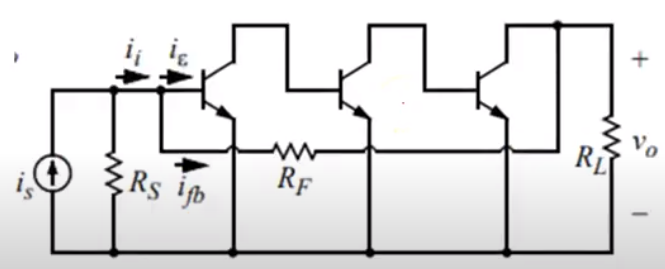 i_i i_ε
+
i_s R_S i_fb R_F R_L v_o
−